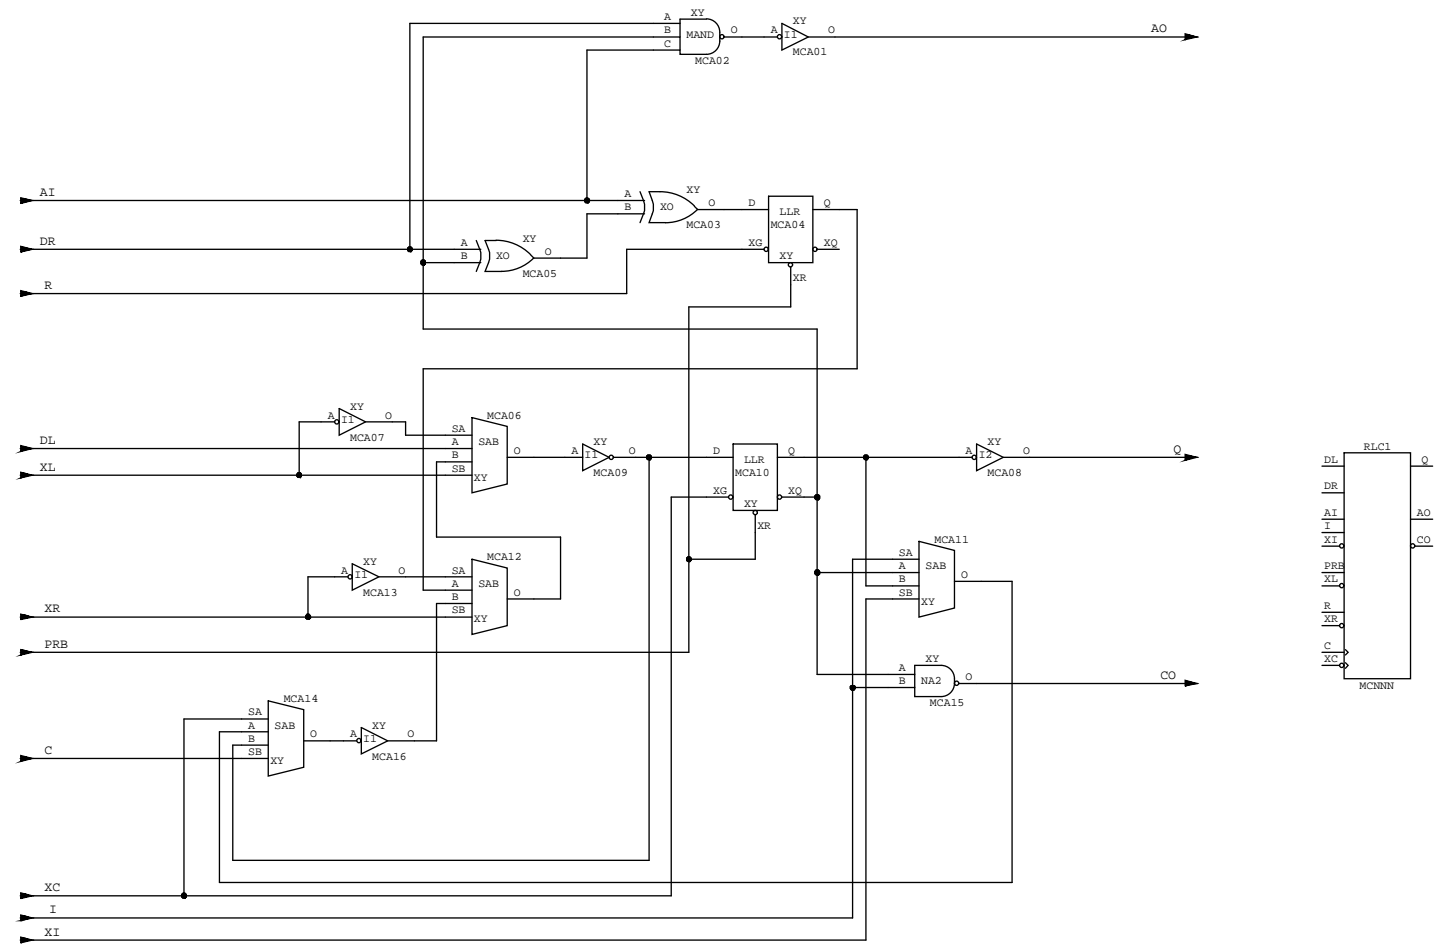 XY
A
B MAND O A I1 O AO
C
MCA02
XY
MCA01
AI A XY
B XO O D LLR Q
MCA03 MCA04
DR A XY XG XQ
B XO O XY
MCA05 XR
R
XY MCA06
A I1 O SA
MCA07 SAB
DL A
B O
XL SB XY
XY
A I1 O
MCA09
D LLR Q
MCA10
XG XQ
XY
XR
XY
A I2 O Q
MCA08
MCA11
SA
A SAB
B O
SB XY
XY MCA12
A I1 O SA
MCA13 A SAB
B O
XR SB XY
PRB
XY
A
B NA2 O CO
MCA15
MCA14
SA
A SAB XY
B O A I1 O
C SB XY MCA16
XC
I
XI
RLC1
DL Q
DR
AI AO
I
XI CO
PRB
XL
R
XR
C
XC
MCNNN